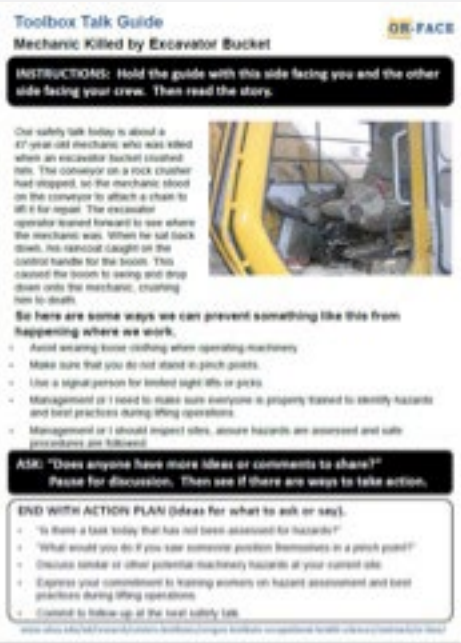 Toolbox Talk Guide
OR-FACE
Mechanic Killed by Excavator Bucket
INSTRUCTIONS: Hold the guide with this side facing you and the other
side facing your crew. Then read the story.
Our safety talk today is about a
47-year-old mechanic who was killed
when an excavator bucket crushed
him. The conveyor on a rock crusher
had stopped, so the mechanic stood
on the conveyor to attach a chain to
lift it for repair. The excavator
operator leaned forward to see where
the mechanic was. When he sat back
down, his raincoat caught on the
control handle for the boom. This
caused the boom to swing and drop
down onto the mechanic, crushing
him to death.
So here are some ways we can prevent something like this from
happening where we work.
• Avoid wearing loose clothing when operating machinery
• Make sure that you do not stand in pinch points.
• Use a signal person for limited sight lifts or picks
• Management or I need to make sure everyone is properly trained to identify hazards
and best practices during lifting operations
• Management or I should inspect sites, assure hazards are assessed and safe
procedures are followed
ASK: "Does anyone have more ideas or comments to share?"
Pause for discussion. Then see if there are ways to take action.
END WITH ACTION PLAN (ideas for what to ask or say).
• "Is there a task today that has not been assessed for hazards?"
• "What would you do if you saw someone position themselves in a pinch point?"
• Discuss similar or other potential machinery hazards at your current site.
• Express your commitment to training workers on hazard assessment and best
practices during lifting operations.
• Commit to follow-up at the next safety talk.